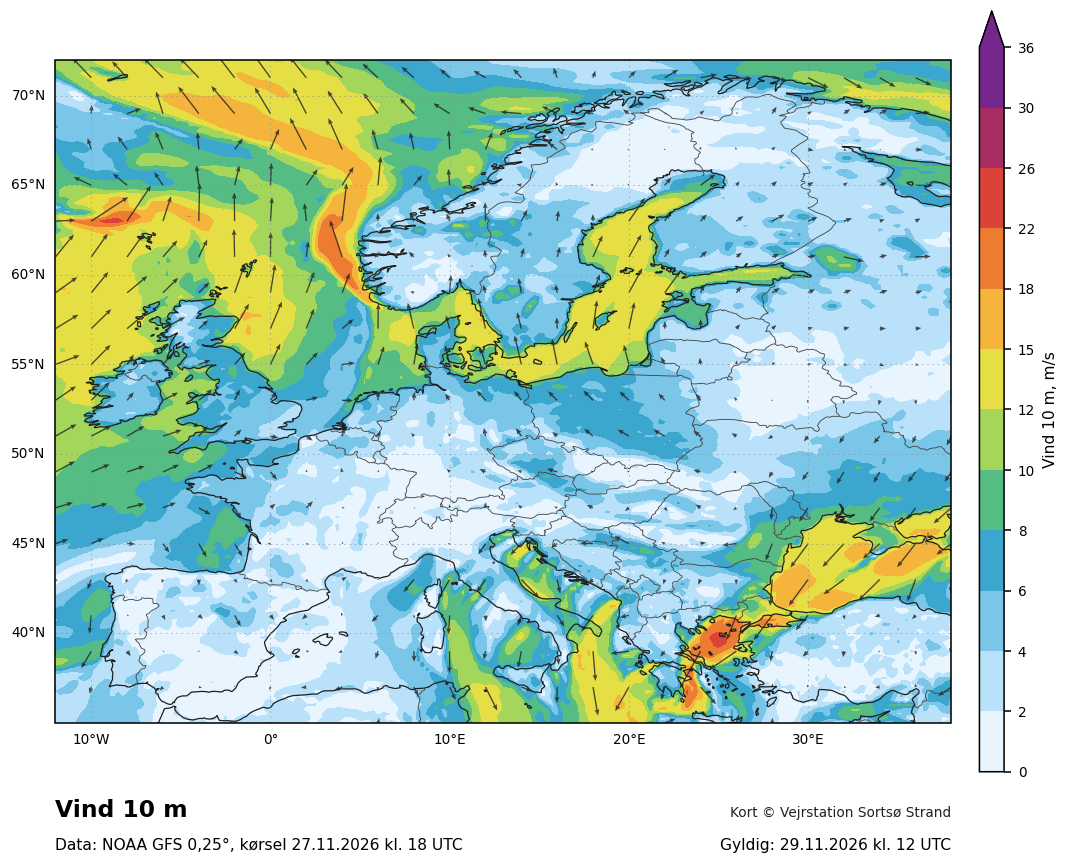 36
30
26
22
18
15
12
10
8
6
4
2
0
Vind 10 m, m/s
70°N
65°N
60°N
55°N
50°N
45°N
40°N
10°W
0°
10°E
20°E
30°E
Vind 10 m
Kort © Vejrstation Sortsø Strand
Data: NOAA GFS 0,25°, kørsel 27.11.2026 kl. 18 UTC
Gyldig: 29.11.2026 kl. 12 UTC